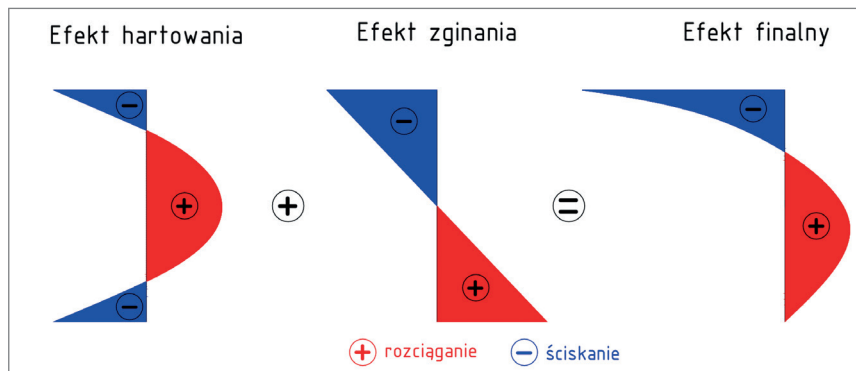 Efekt hartowania
Efekt zginania
Efekt finalny
rozciąganie
ściskanie